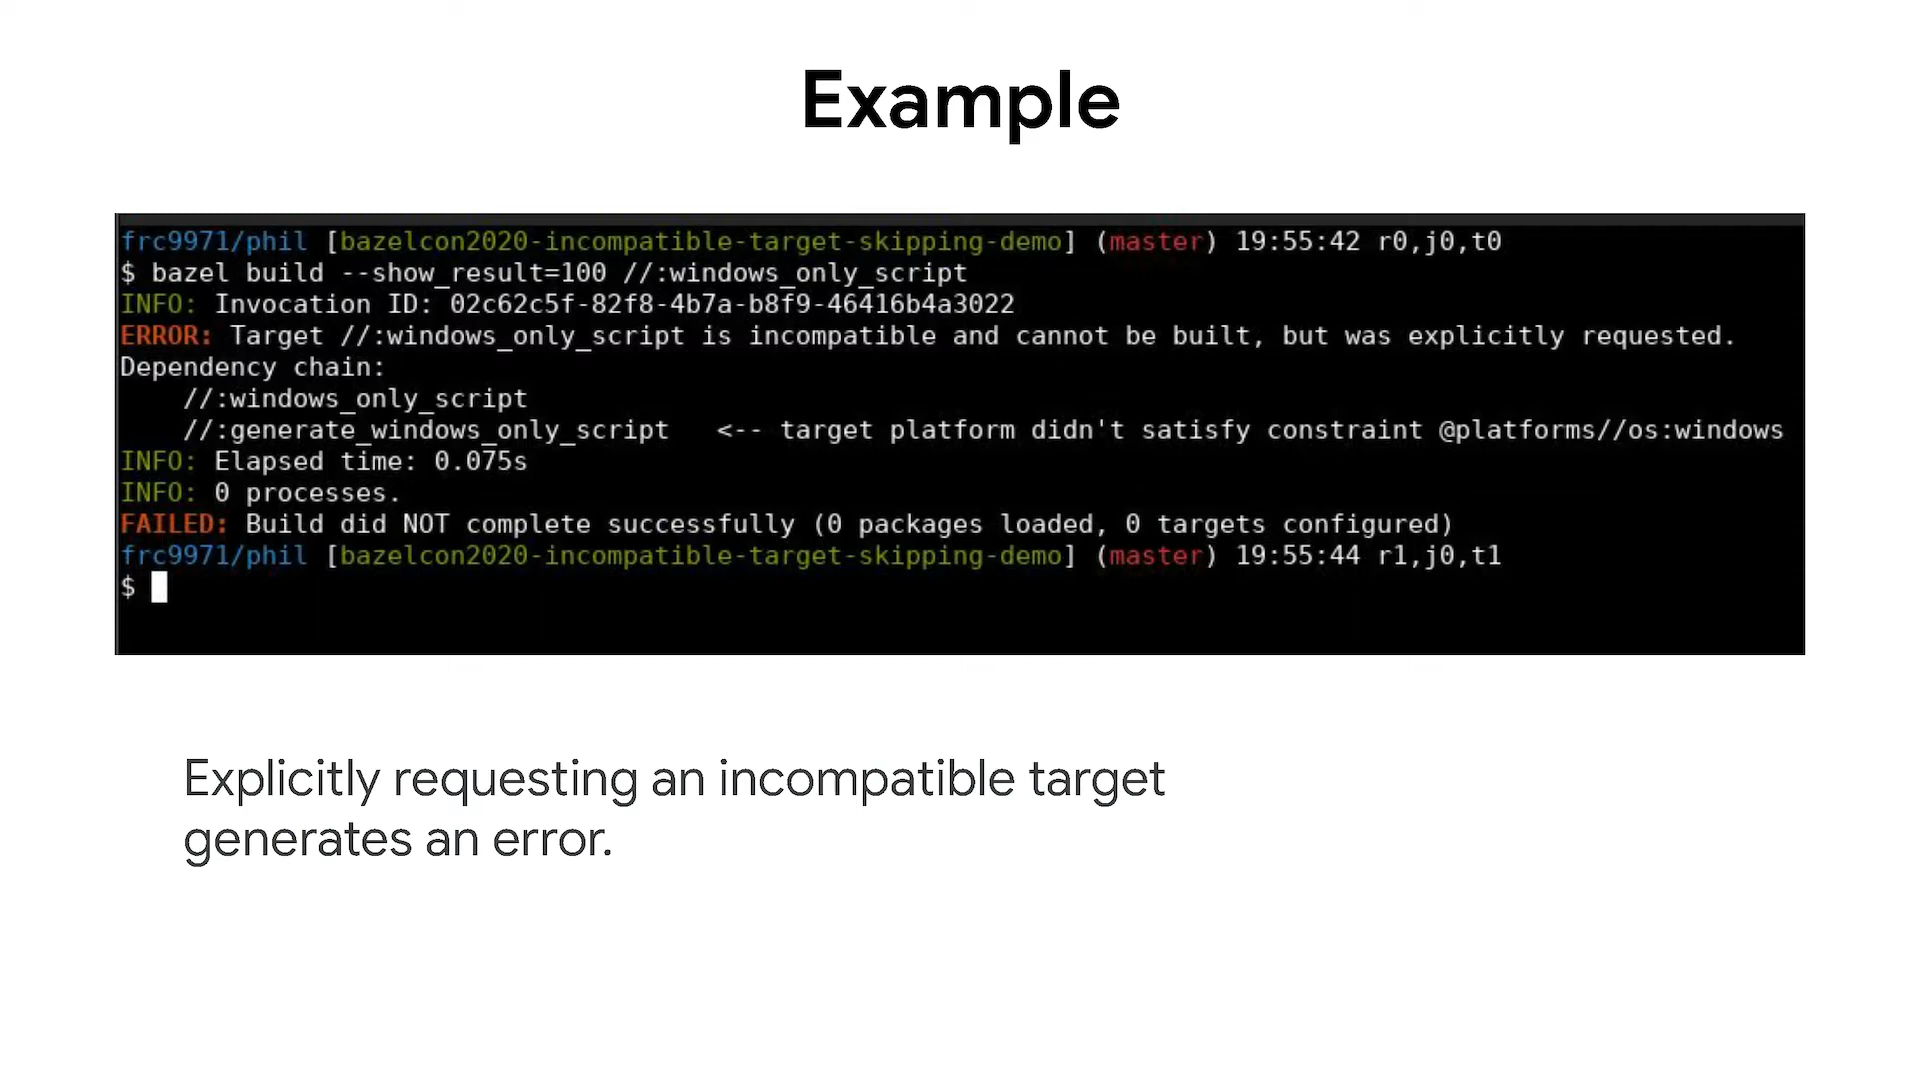 Example
frc9971/phil [bazelcon2020-incompatible-target-skipping-demo] (master) 19:55:42 r0,j0,t0
$ bazel build --show_result=100 //:windows_only_script
INFO: Invocation ID: 02c62c5f-82f8-4b7a-b8f9-46416b4a3022
ERROR: Target //:windows_only_script is incompatible and cannot be built, but was explicitly requested.
Dependency chain:
    //:windows_only_script
    //:generate_windows_only_script   <-- target platform didn't satisfy constraint @platforms//os:windows
INFO: Elapsed time: 0.075s
INFO: 0 processes.
FAILED: Build did NOT complete successfully (0 packages loaded, 0 targets configured)
frc9971/phil [bazelcon2020-incompatible-target-skipping-demo] (master) 19:55:44 r1,j0,t1
$
Explicitly requesting an incompatible target
generates an error.